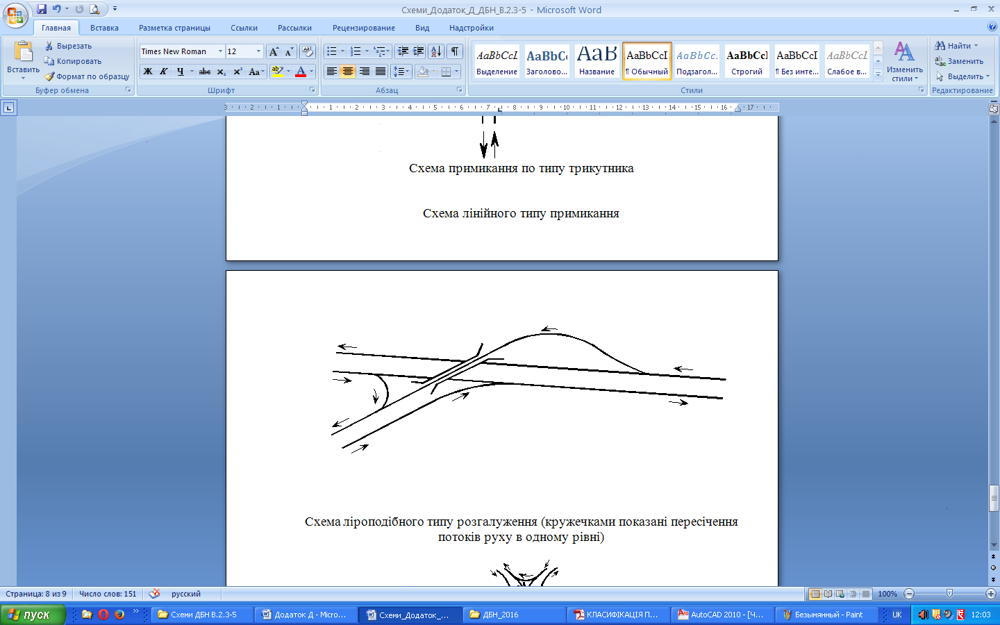 Схеми_Додаток_Д_ДБН_В.2.3-5 - Microsoft Word
Главная Вставка Разметка страницы Ссылки Рассылки Рецензирование Вид Надстройки
Вставить
Вырезать
Копировать
Формат по образцу
Буфер обмена
Times New Roman 12
Ж К Ч abc x₂ x² Aa
Шрифт
Абзац
AaBbCcI AaBbCc AaB AaBbCcI AaBbCc. AaBbCcI AaBbCcI AaBbCcI
Выделение Заголово... Название ¶ Обычный Подзагол... Строгий ¶ Без инте... Слабое в...
Стили
Изменить стили
Найти
Заменить
Выделить
Редактирование
3 2 1 1 2 3 4 5 6 7 8 9 10 11 12 13 14 15 16 17
Схема примикання по типу трикутника
Схема лінійного типу примикання
Схема ліроподібного типу розгалуження (кружечками показані пересічення
потоків руху в одному рівні)
Страница: 8 из 9 Число слов: 151 русский 100%
пуск Схеми ДБН В.2.3-5 Додаток Д - Micro... Схеми_Додаток_... ДБН_2016 КЛАСИФІКАЦІЯ П... AutoCAD 2010 - [Ч... Безымянный - Paint UK 12:03